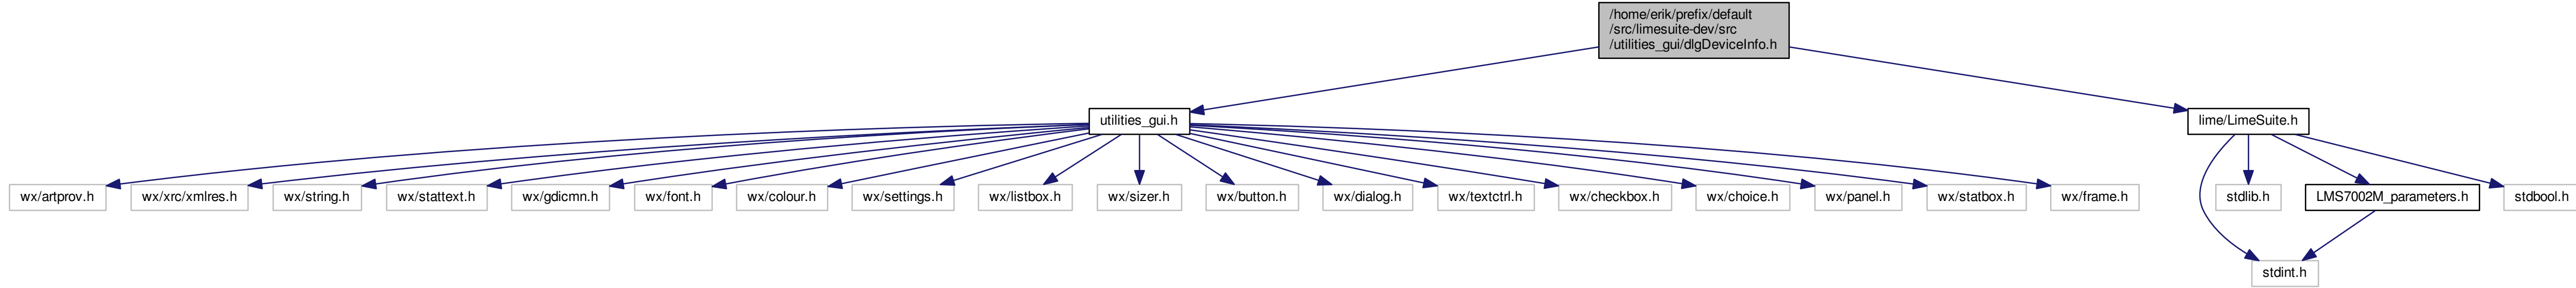 /home/erik/prefix/default
/src/limesuite-dev/src
/utilities_gui/dlgDeviceInfo.h
utilities_gui.h
lime/LimeSuite.h
wx/artprov.h
wx/xrc/xmlres.h
wx/string.h
wx/stattext.h
wx/gdicmn.h
wx/font.h
wx/colour.h
wx/settings.h
wx/listbox.h
wx/sizer.h
wx/button.h
wx/dialog.h
wx/textctrl.h
wx/checkbox.h
wx/choice.h
wx/panel.h
wx/statbox.h
wx/frame.h
stdlib.h
LMS7002M_parameters.h
stdbool.h
stdint.h